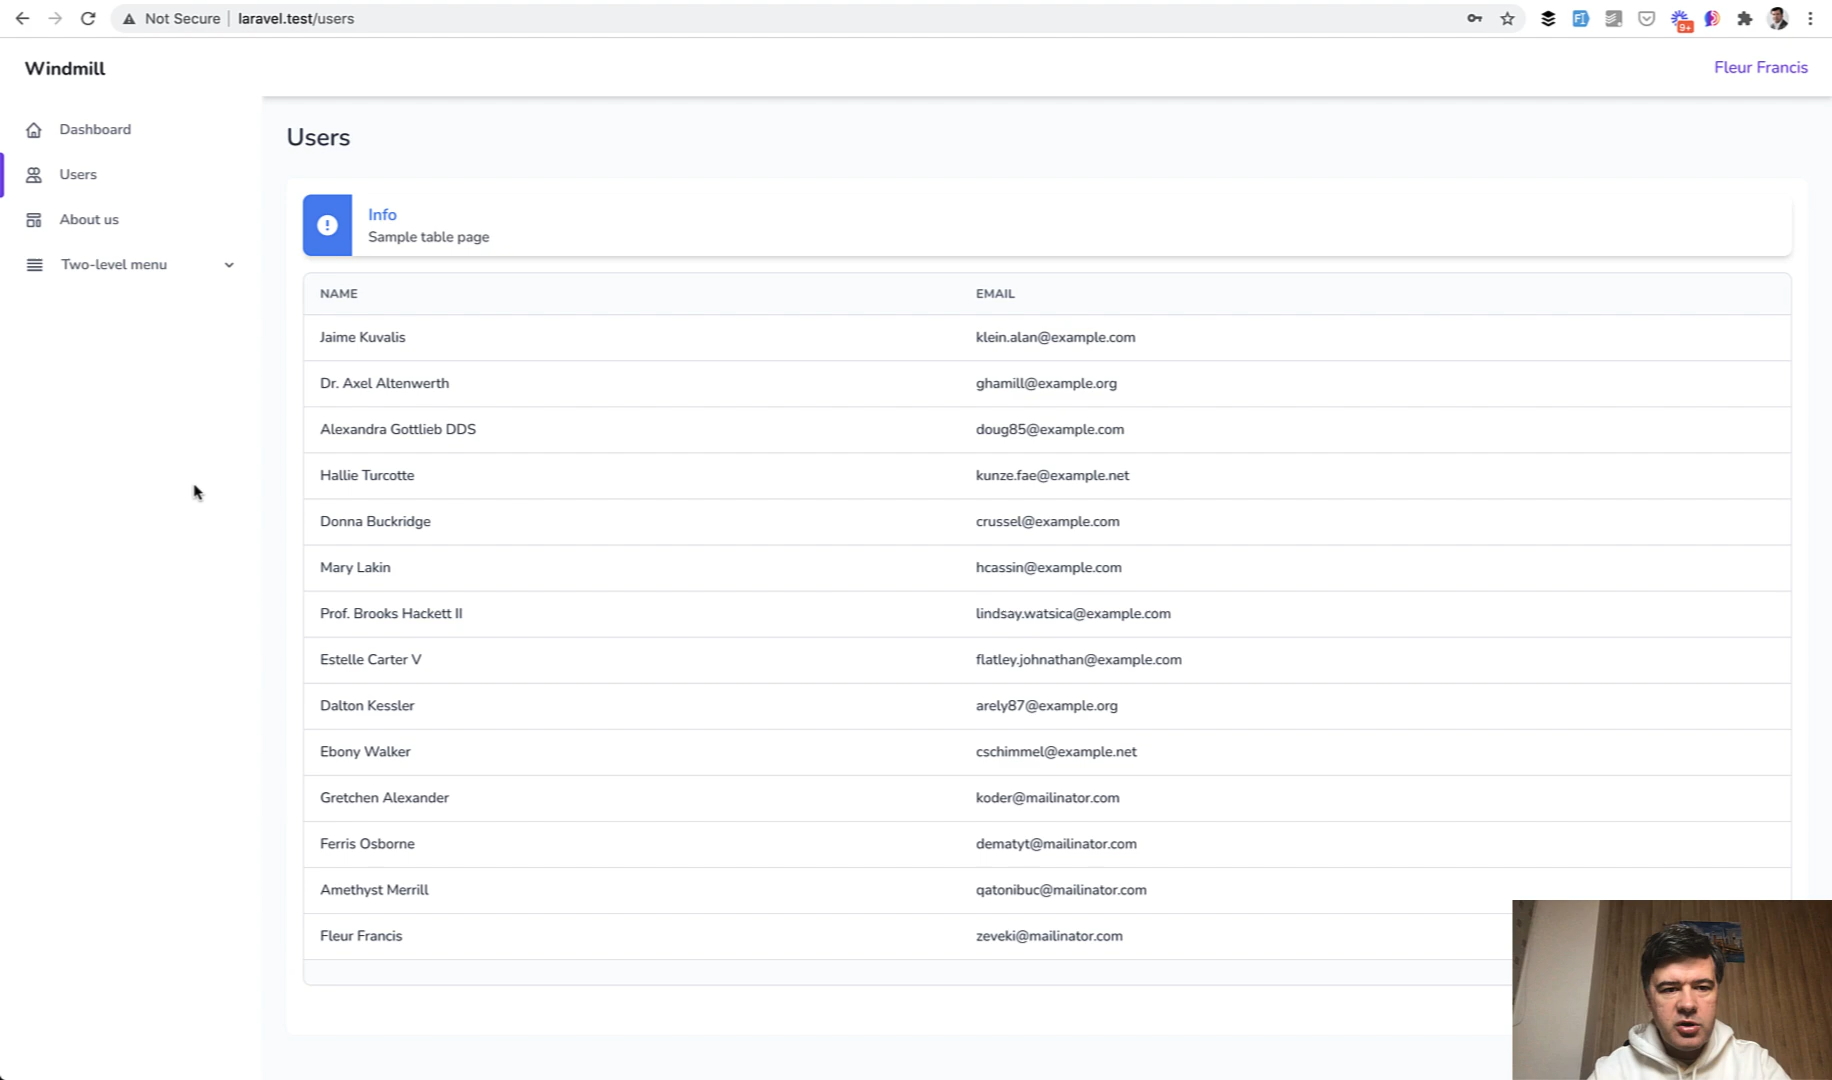 Not Secure laravel.test/users
9+
Windmill
Fleur Francis
Dashboard
Users
About us
Two-level menu
Users
Info
Sample table page
NAME EMAIL
Jaime Kuvalis klein.alan@example.com
Dr. Axel Altenwerth ghamill@example.org
Alexandra Gottlieb DDS doug85@example.com
Hallie Turcotte kunze.fae@example.net
Donna Buckridge crussel@example.com
Mary Lakin hcassin@example.com
Prof. Brooks Hackett II lindsay.watsica@example.com
Estelle Carter V flatley.johnathan@example.com
Dalton Kessler arely87@example.org
Ebony Walker cschimmel@example.net
Gretchen Alexander koder@mailinator.com
Ferris Osborne dematyt@mailinator.com
Amethyst Merrill qatonibuc@mailinator.com
Fleur Francis zeveki@mailinator.com